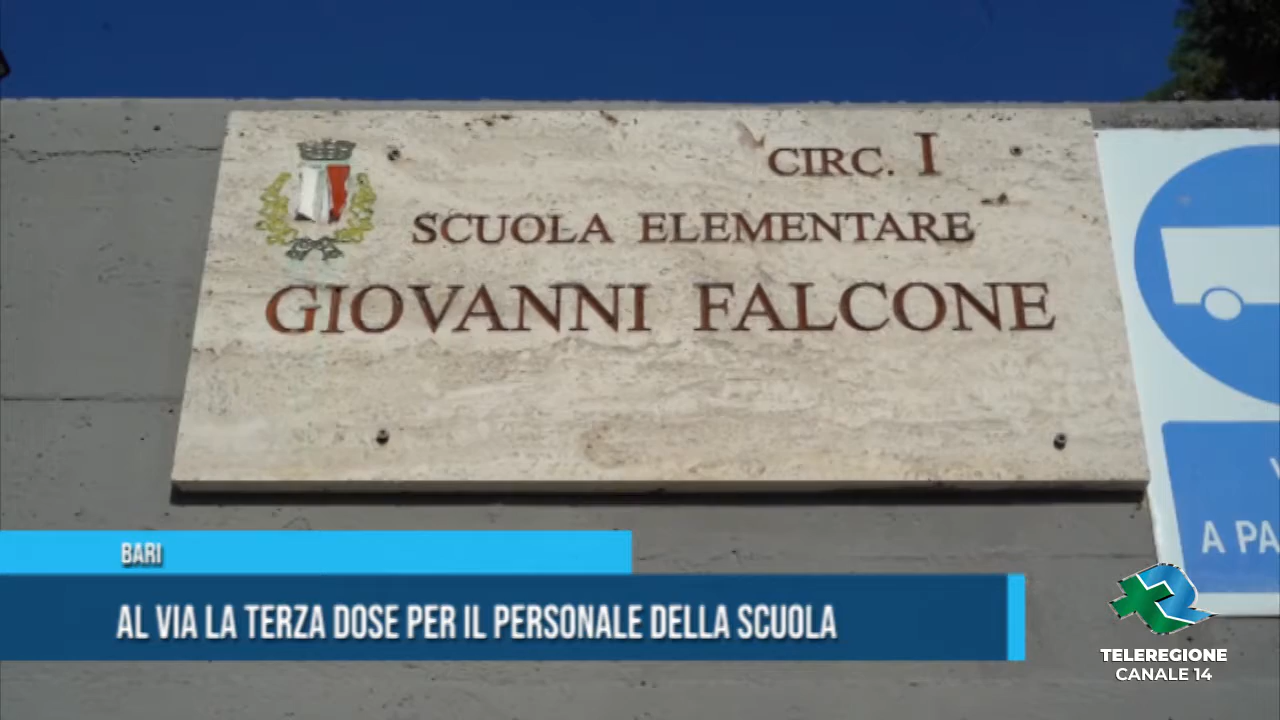 CIRC. I
SCUOLA ELEMENTARE
GIOVANNI FALCONE
A PA
BARI
AL VIA LA TERZA DOSE PER IL PERSONALE DELLA SCUOLA
TELEREGIONE
CANALE 14